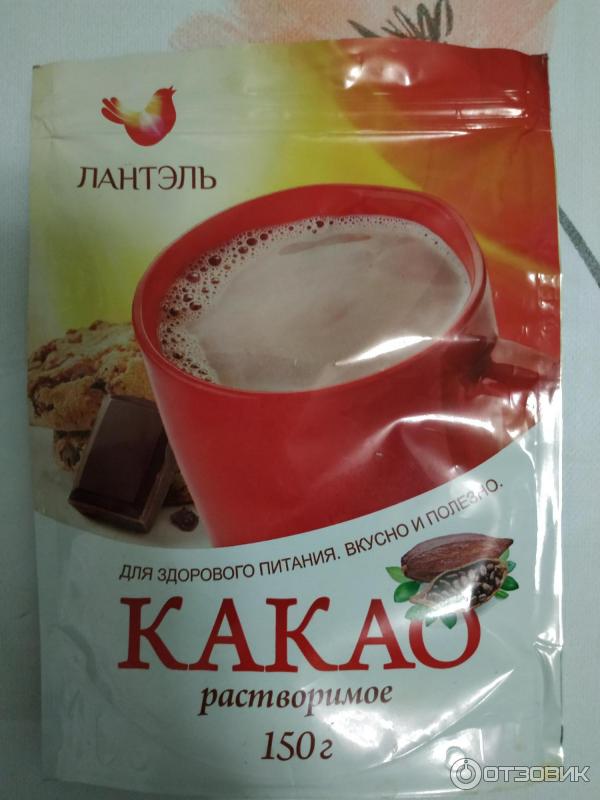 ЛАНТЭЛЬ
ДЛЯ ЗДОРОВОГО ПИТАНИЯ. ВКУСНО И ПОЛЕЗНО.
КАКАО
растворимое
150 г
ОТЗОВИК